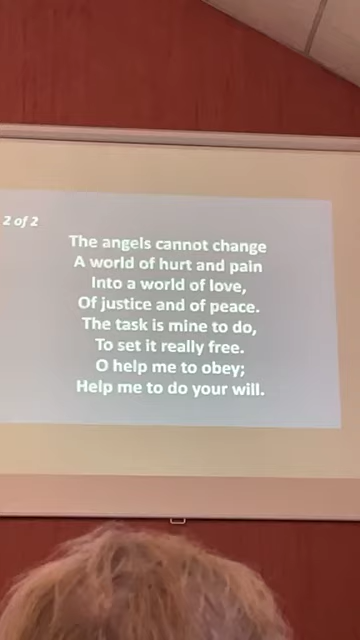 2 of 2
The angels cannot change
A world of hurt and pain
Into a world of love,
Of justice and of peace.
The task is mine to do,
To set it really free.
O help me to obey;
Help me to do your will.